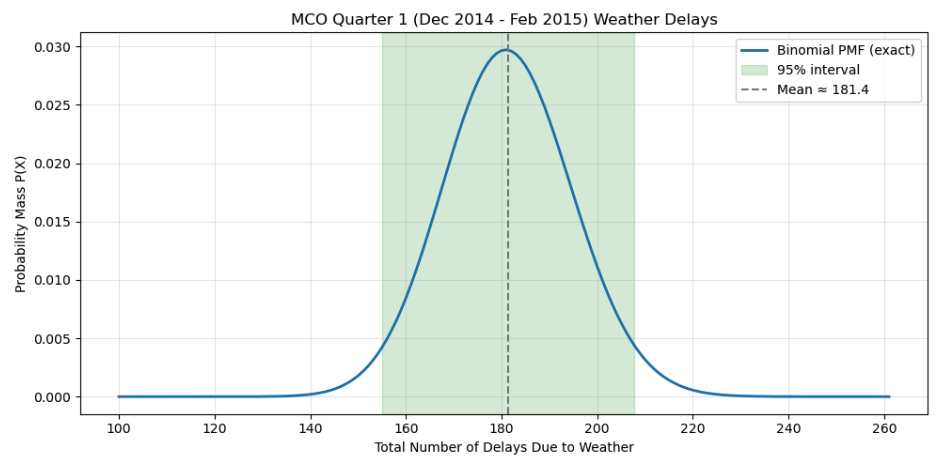 MCO Quarter 1 (Dec 2014 - Feb 2015) Weather Delays
Binomial PMF (exact)
95% interval
Mean ≈ 181.4
Probability Mass P(X)
0.030
0.025
0.020
0.015
0.010
0.005
0.000
100 120 140 160 180 200 220 240 260
Total Number of Delays Due to Weather